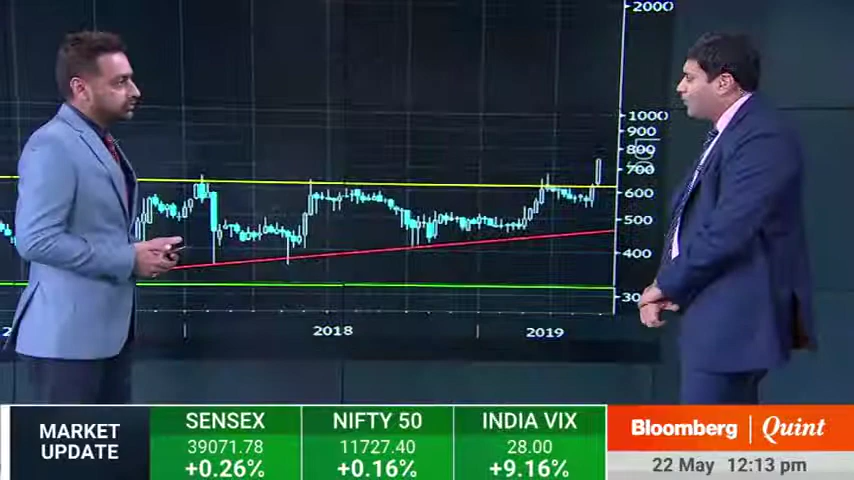 2000
1000
900
800
700
600
500
400
30
2018
2019
MARKET
UPDATE
SENSEX
39071.78
+0.26%
NIFTY 50
11727.40
+0.16%
INDIA VIX
28.00
+9.16%
Bloomberg | Quint
22 May 12:13 pm